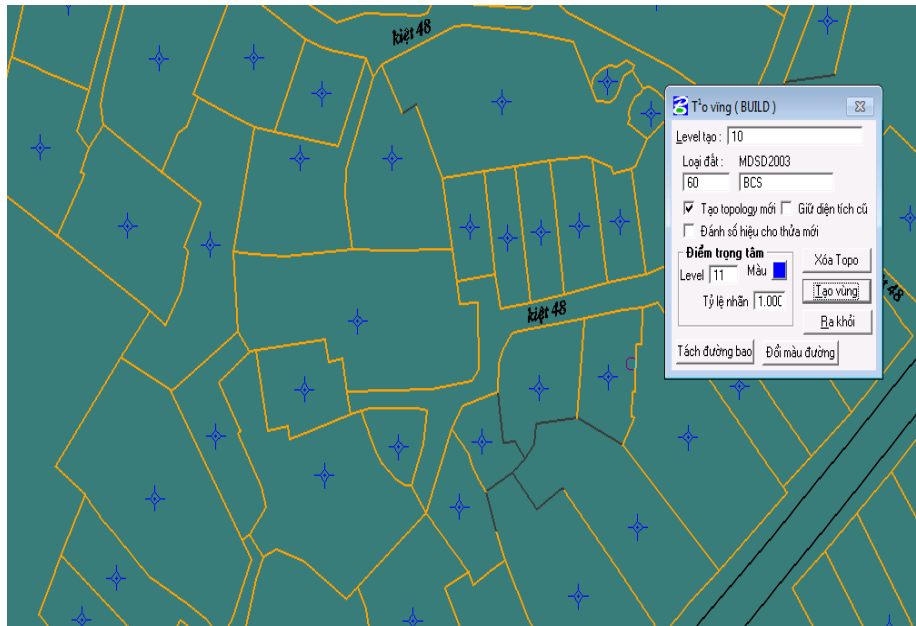 kiệt 48
T¹o vïng ( BUILD )
Level tạo : 10
Loại đất : MDSD2003
60 BCS
Tạo topology mới Giữ diện tích cũ
Đánh số hiệu cho thửa mới
Điểm trọng tâm
Level 11 Màu
Tỷ lệ nhãn 1.000
Xóa Topo
Tạo vùng
Ra khỏi
Tách đường bao Đổi màu đường
kiệt 48
48